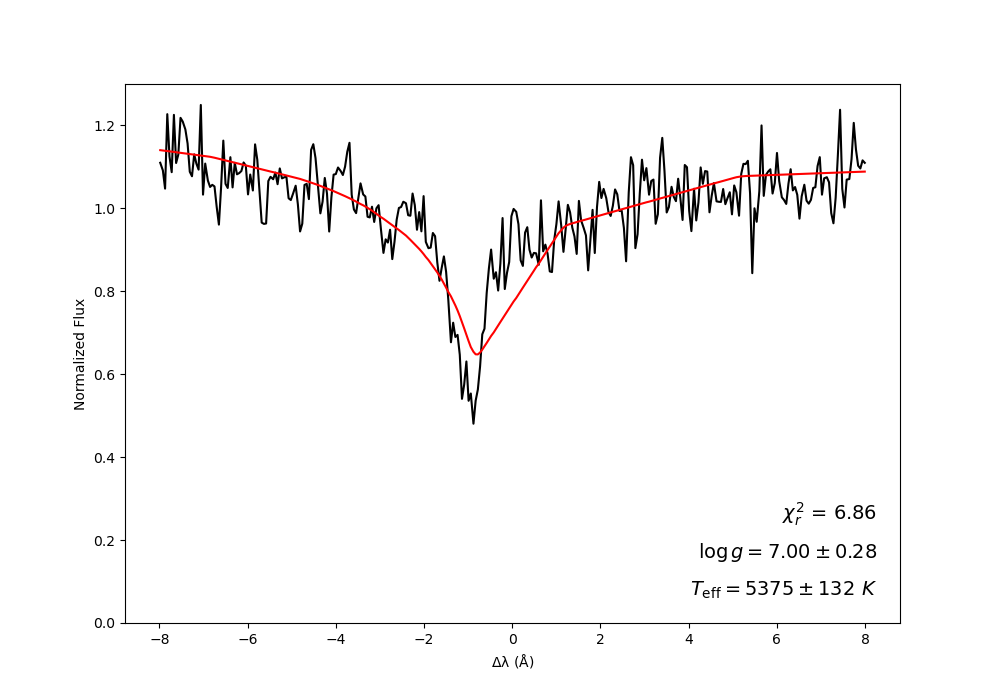 1.2
1.0
0.8
0.6
0.4
0.2
0.0
Normalized Flux
χ²ᵣ = 6.86
log g = 7.00 ± 0.28
T_eff = 5375 ± 132 K
−8 −6 −4 −2 0 2 4 6 8
Δλ (Å)